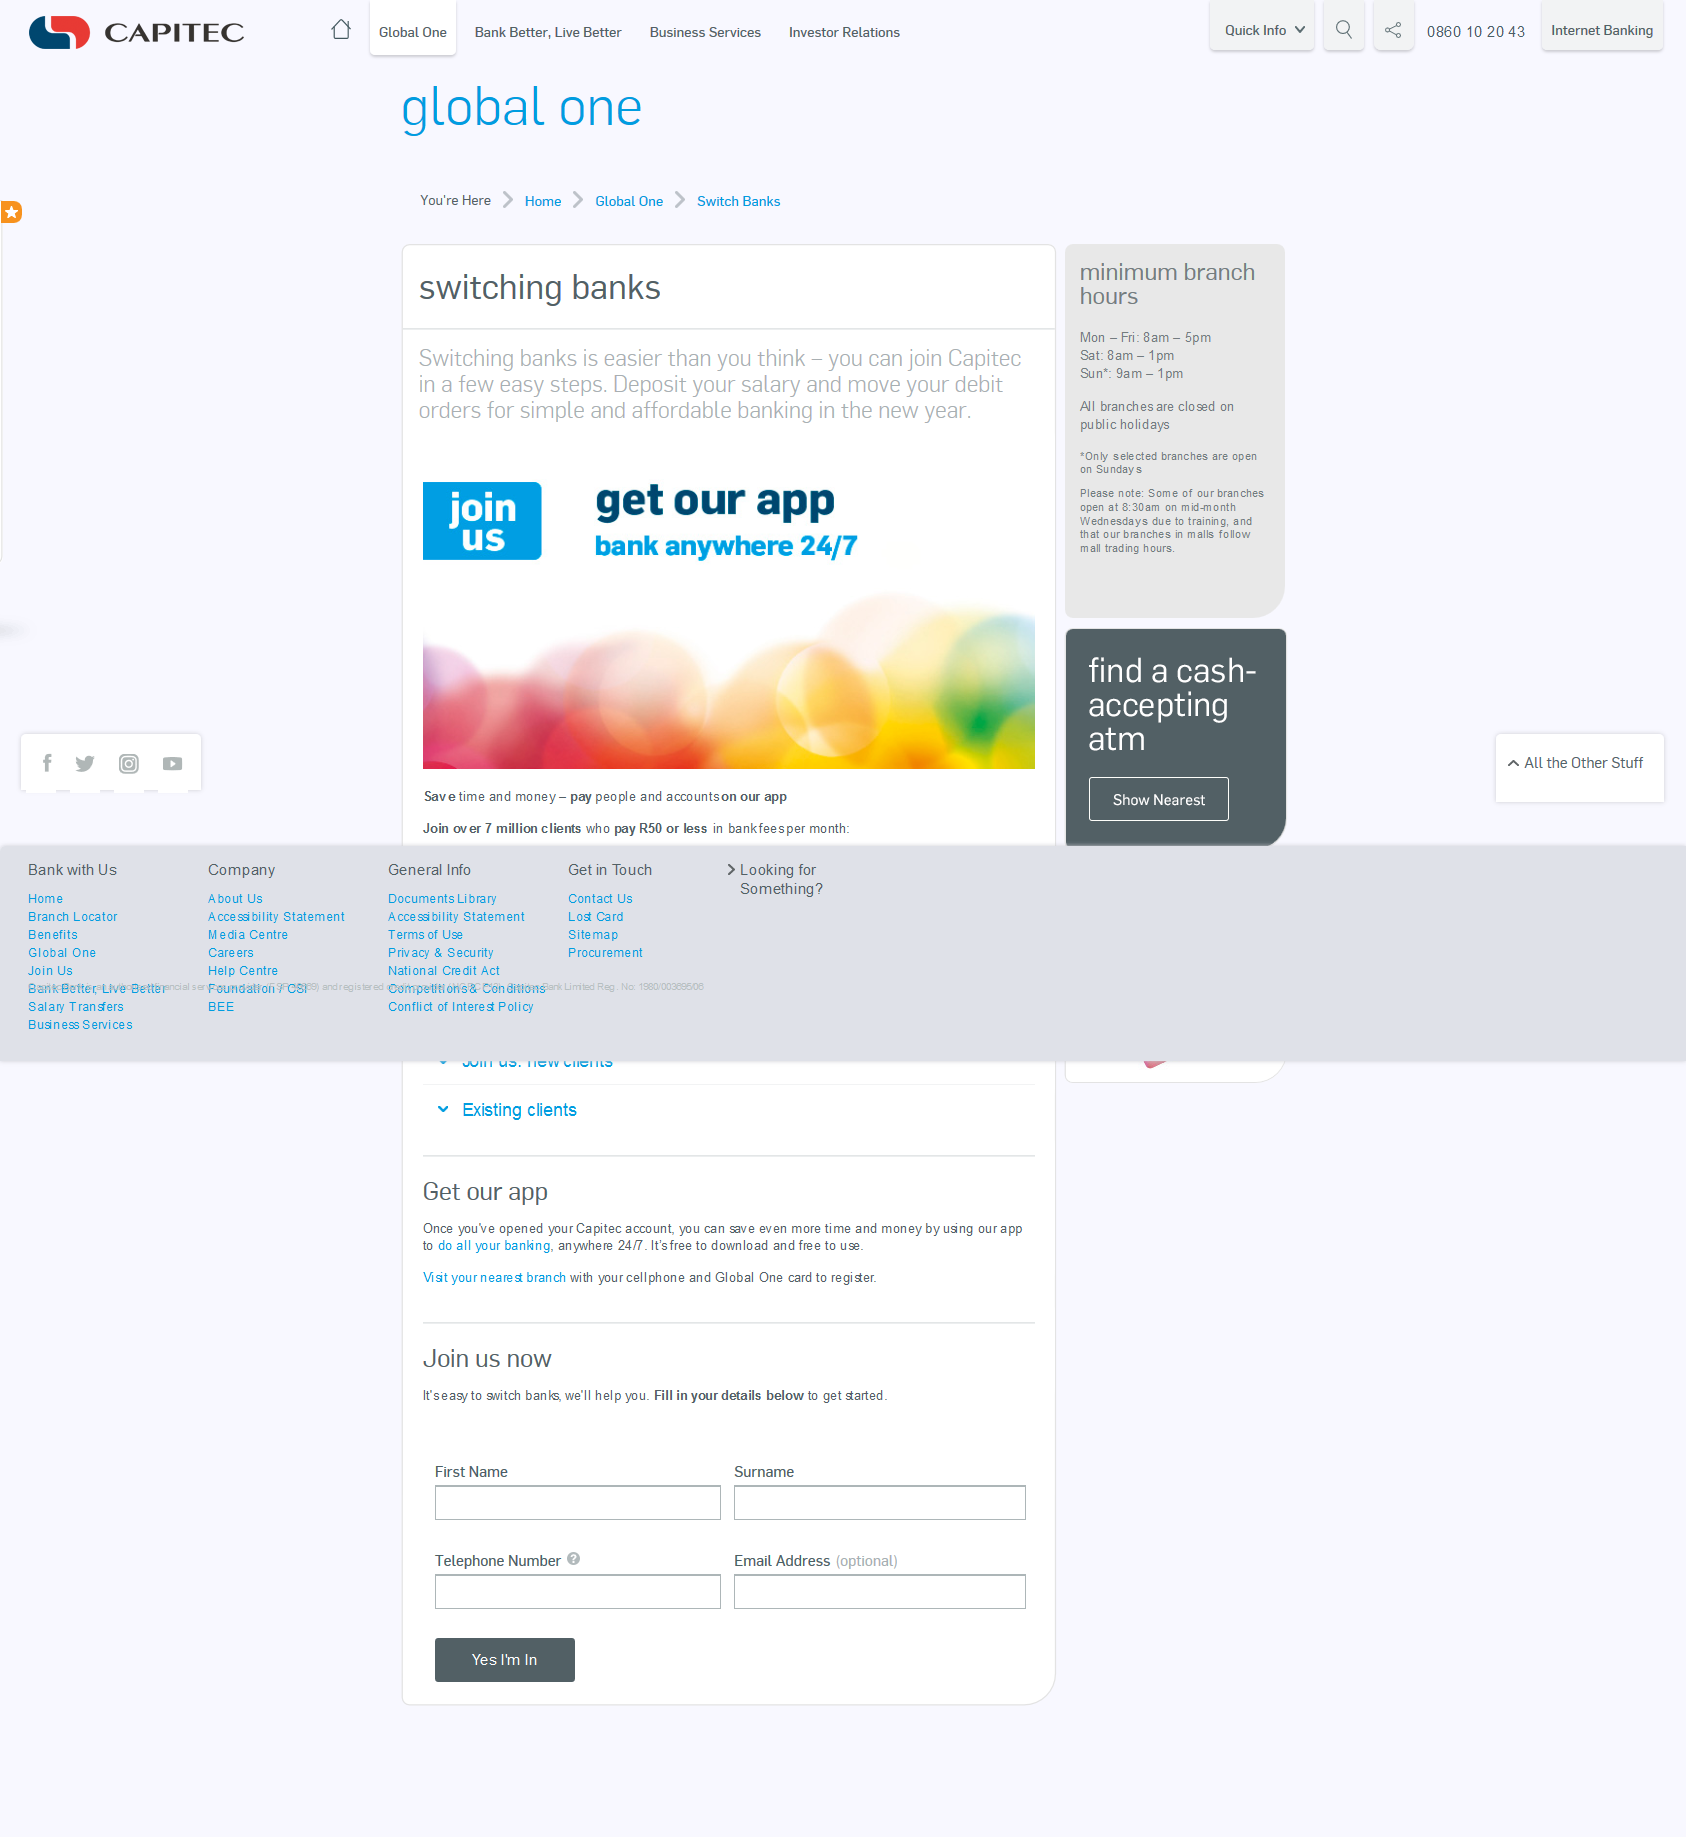 CAPITEC
Global One
Bank Better, Live Better
Business Services
Investor Relations
Quick Info
0860 10 20 43
Internet Banking
global one
You're Here
Home
Global One
Switch Banks
switching banks
Switching banks is easier than you think – you can join Capitec
in a few easy steps. Deposit your salary and move your debit
orders for simple and affordable banking in the new year.
join
us
get our app
bank anywhere 24/7
Save time and money – pay people and accounts on our app
Join over 7 million clients who pay R50 or less in bank fees per month:
minimum branch
hours
Mon – Fri: 8am – 5pm
Sat: 8am – 1pm
Sun*: 9am – 1pm
All branches are closed on
public holidays
*Only selected branches are open
on Sundays
Please note: Some of our branches
open at 8:30am on mid-month
Wednesdays due to training, and
that our branches in malls follow
mall trading hours.
find a cash-
accepting
atm
Show Nearest
All the Other Stuff
Bank with Us
Home
Branch Locator
Benefits
Global One
Join Us
Bank Better, Live Better
Salary Transfers
Business Services
Company
About Us
Accessibility Statement
Media Centre
Careers
Help Centre
Foundation / CSI
BEE
General Info
Documents Library
Accessibility Statement
Terms of Use
Privacy & Security
National Credit Act
Competitions & Conditions
Conflict of Interest Policy
Get in Touch
Contact Us
Lost Card
Sitemap
Procurement
Looking for
Something?
and registered Bank Limited Reg. No: 1980/003695/06
Join us: new clients
Existing clients
Get our app
Once you've opened your Capitec account, you can save even more time and money by using our app
to do all your banking, anywhere 24/7. It's free to download and free to use.
Visit your nearest branch with your cellphone and Global One card to register.
Join us now
It's easy to switch banks, we'll help you. Fill in your details below to get started.
First Name
Surname
Telephone Number ?
Email Address (optional)
Yes I'm In